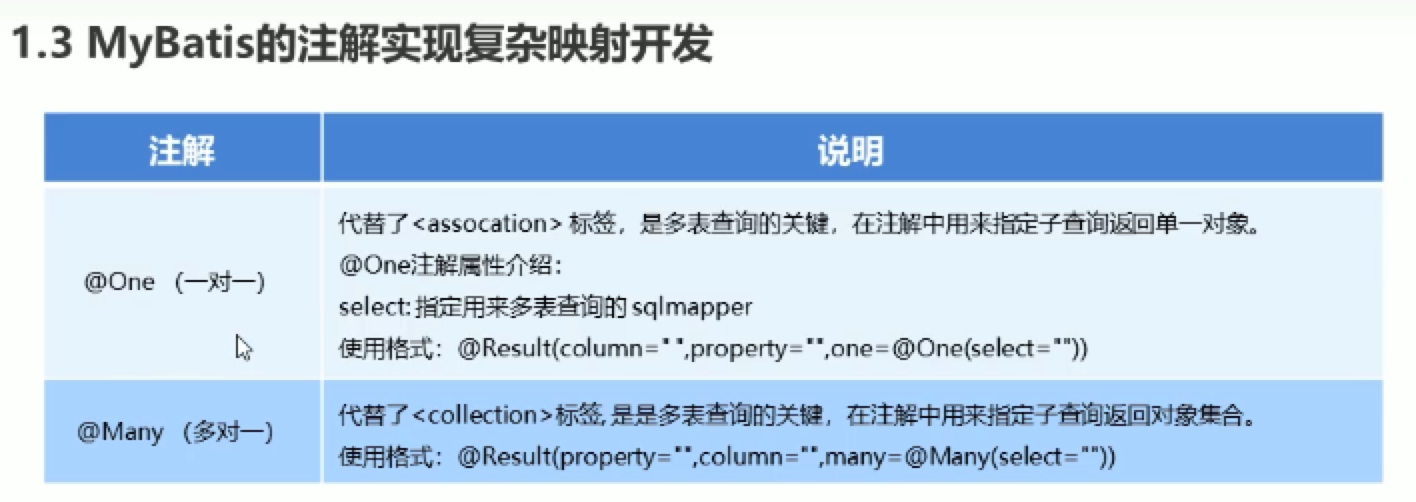 1.3 MyBatis的注解实现复杂映射开发
注解
说明
@One （一对一）
代替了<assocation> 标签，是多表查询的关键，在注解中用来指定子查询返回单一对象。
@One注解属性介绍：
select: 指定用来多表查询的 sqlmapper
使用格式：@Result(column=" ",property="",one=@One(select=""))
@Many （多对一）
代替了<collection>标签, 是是多表查询的关键，在注解中用来指定子查询返回对象集合。
使用格式：@Result(property="",column="",many=@Many(select=""))